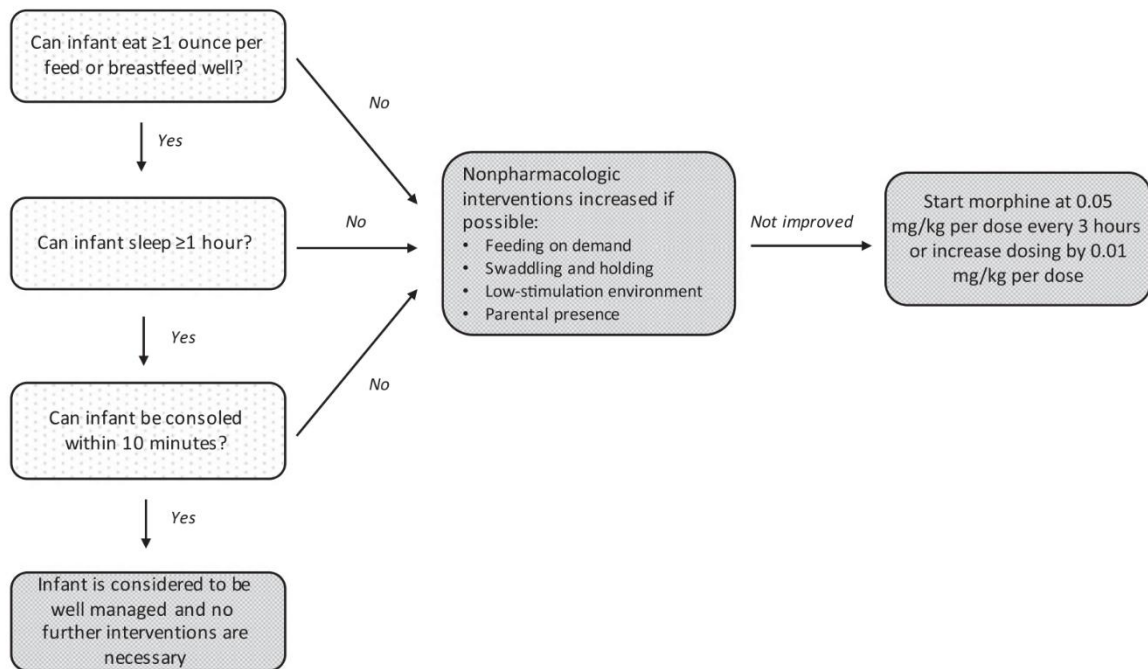 Can infant eat ≥1 ounce per
feed or breastfeed well?
No
Yes
Can infant sleep ≥1 hour?
No
Yes
Can infant be consoled
within 10 minutes?
No
Yes
Infant is considered to be
well managed and no
further interventions are
necessary
Nonpharmacologic
interventions increased if
possible:
• Feeding on demand
• Swaddling and holding
• Low-stimulation environment
• Parental presence
Not improved
Start morphine at 0.05
mg/kg per dose every 3 hours
or increase dosing by 0.01
mg/kg per dose